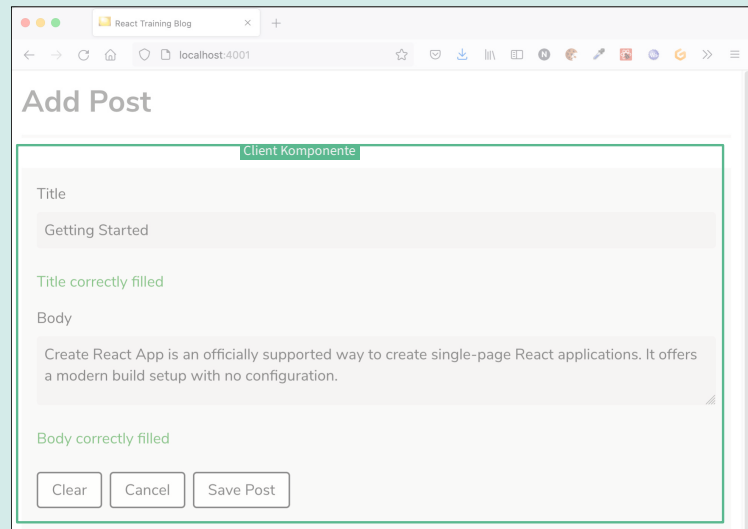 React Training Blog
localhost:4001
Add Post
Client Komponente
Title
Getting Started
Title correctly filled
Body
Create React App is an officially supported way to create single-page React applications. It offers
a modern build setup with no configuration.
Body correctly filled
Clear Cancel Save Post